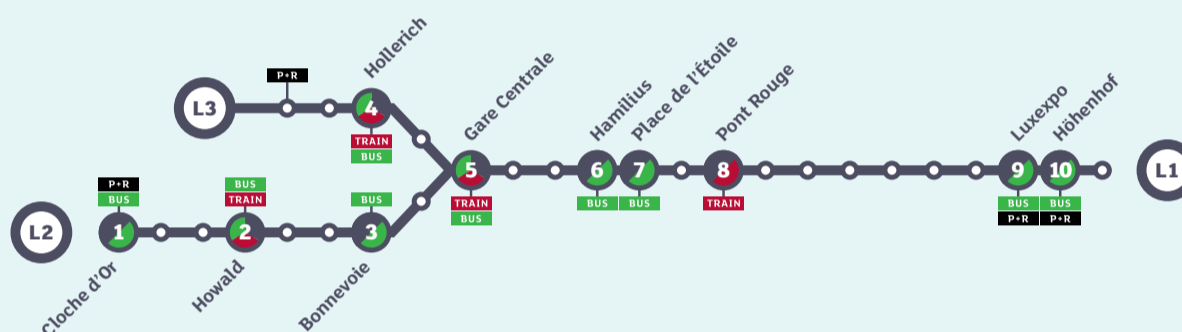 Hollerich
P+R
L3
4
TRAIN
BUS
Gare Centrale
5
TRAIN
BUS
Hamilius
6
BUS
Place de l'Étoile
7
BUS
Pont Rouge
8
TRAIN
Luxexpo
9
BUS
P+R
Höhenhof
10
BUS
P+R
L1
L2
P+R
BUS
1
Cloche d'Or
BUS
TRAIN
2
Howald
BUS
3
Bonnevoie